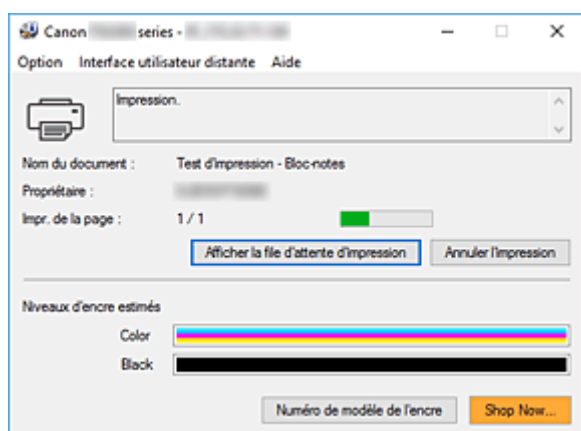 Canon series -
Option Interface utilisateur distante Aide
Impression.
Nom du document : Test d'impression - Bloc-notes
Propriétaire :
Impr. de la page : 1 / 1
Afficher la file d'attente d'impression Annuler l'impression
Niveaux d'encre estimés
Color
Black
Numéro de modèle de l'encre Shop Now...